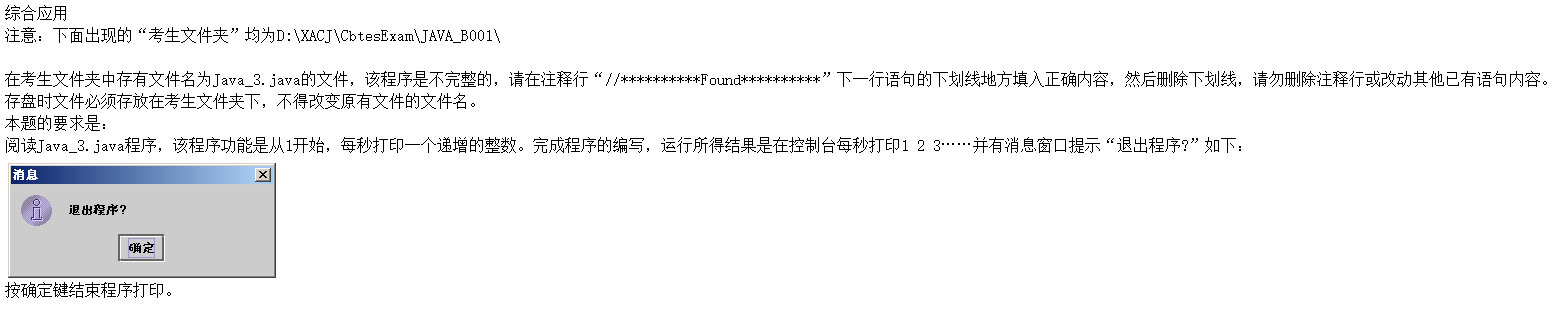 综合应用
注意：下面出现的“考生文件夹”均为D:\XACJ\CbtesExam\JAVA_B001\
在考生文件夹中存有文件名为Java_3.java的文件，该程序是不完整的，请在注释行“//**********Found**********”下一行语句的下划线地方填入正确内容，然后删除下划线，请勿删除注释行或改动其他已有语句内容。
存盘时文件必须存放在考生文件夹下，不得改变原有文件的文件名。
本题的要求是：
阅读Java_3.java程序，该程序功能是从1开始，每秒打印一个递增的整数。完成程序的编写，运行所得结果是在控制台每秒打印1 2 3……并有消息窗口提示“退出程序?”如下：
消息
退出程序?
确定
按确定键结束程序打印。